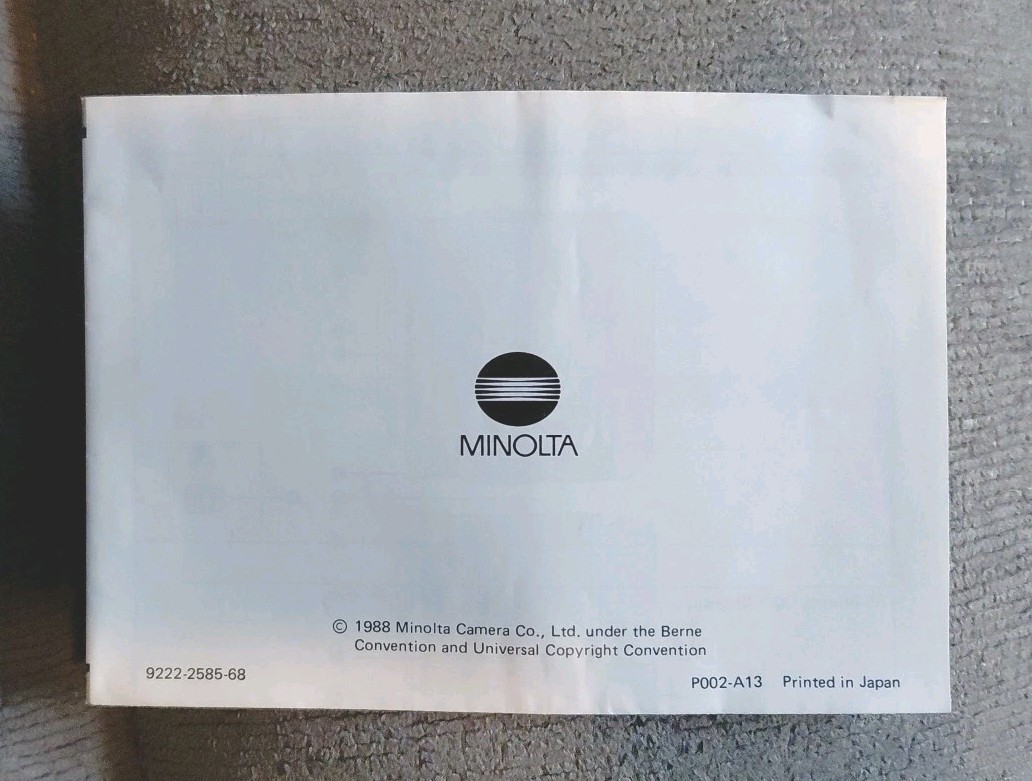 MINOLTA
© 1988 Minolta Camera Co., Ltd. under the Berne
Convention and Universal Copyright Convention
9222-2585-68
P002-A13 Printed in Japan